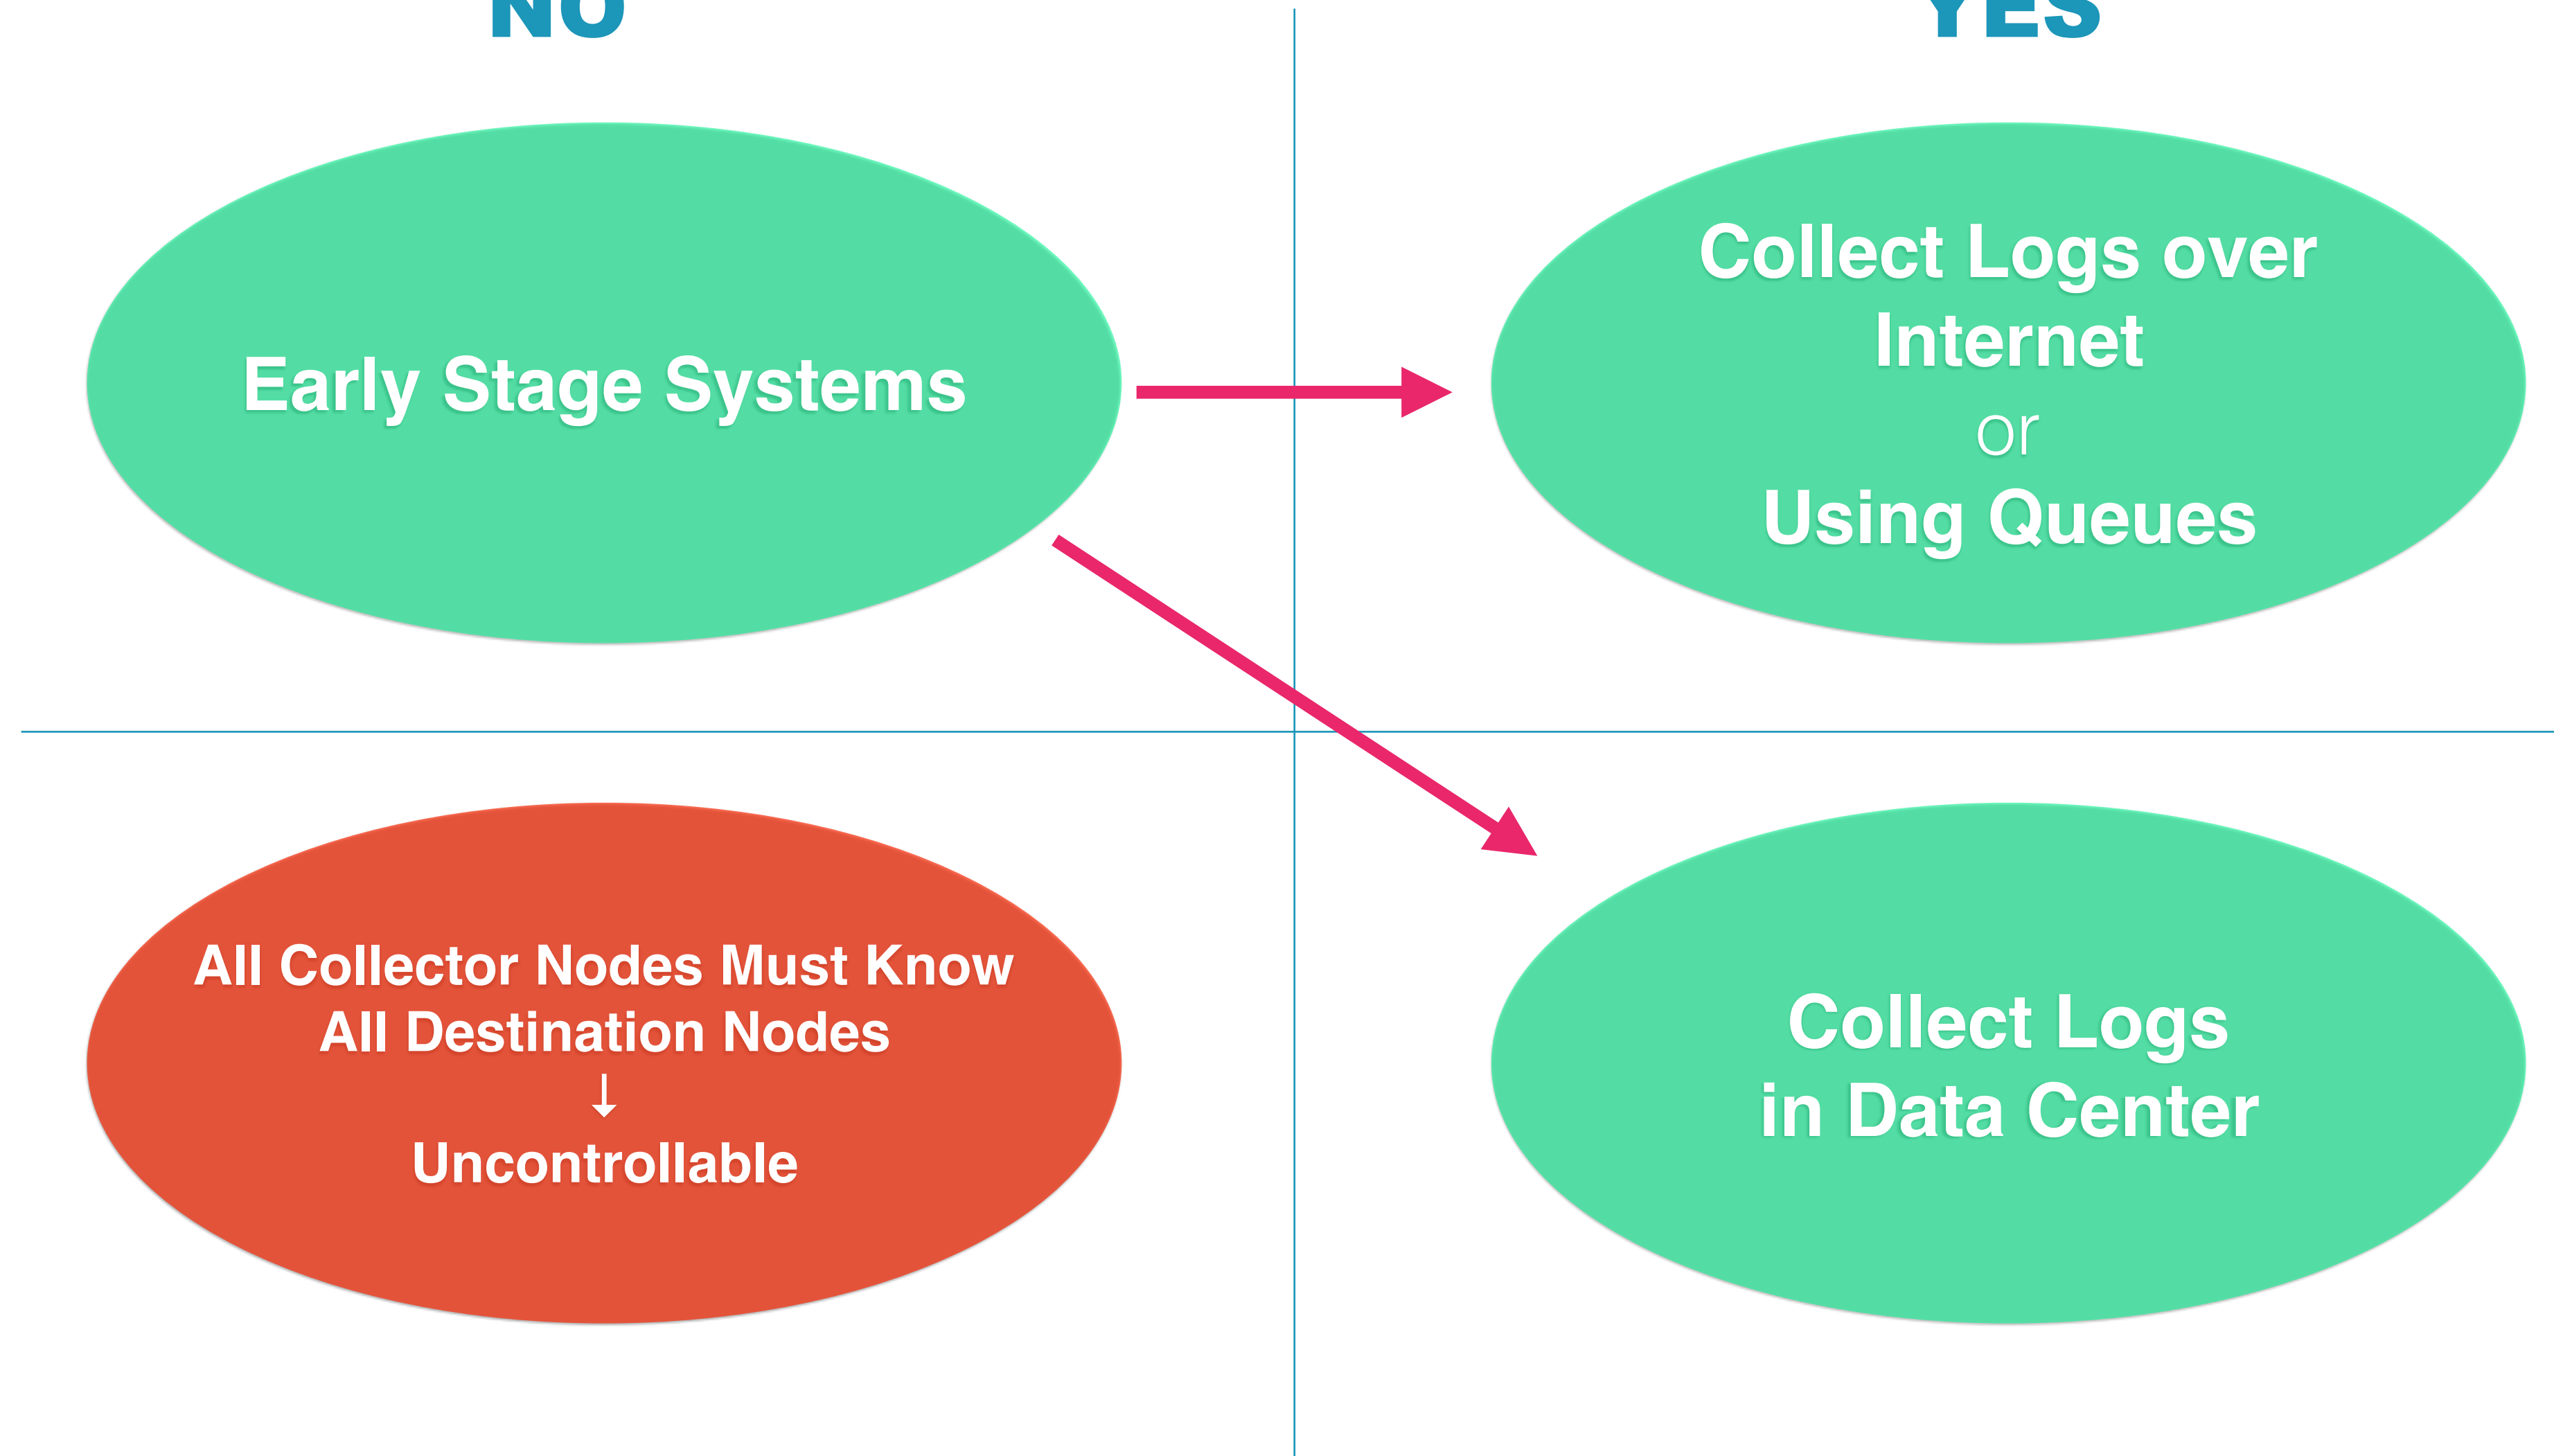 NO
YES
Early Stage Systems
Collect Logs over
Internet
or
Using Queues
All Collector Nodes Must Know
All Destination Nodes
↓
Uncontrollable
Collect Logs
in Data Center